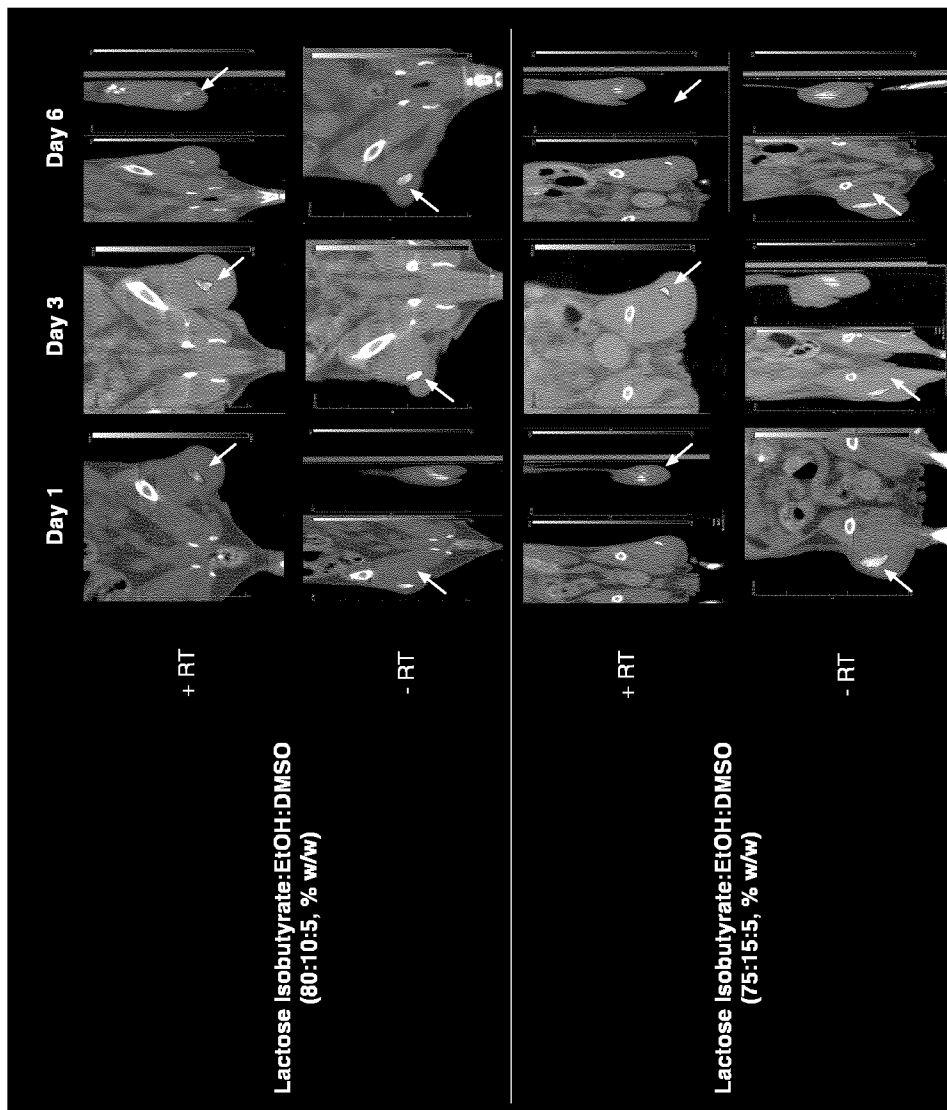 Day 1
Day 3
Day 6
Lactose Isobutyrate:EtOH:DMSO
(80:10:5, % w/w)
+ RT
- RT
Lactose Isobutyrate:EtOH:DMSO
(75:15:5, % w/w)
+ RT
- RT